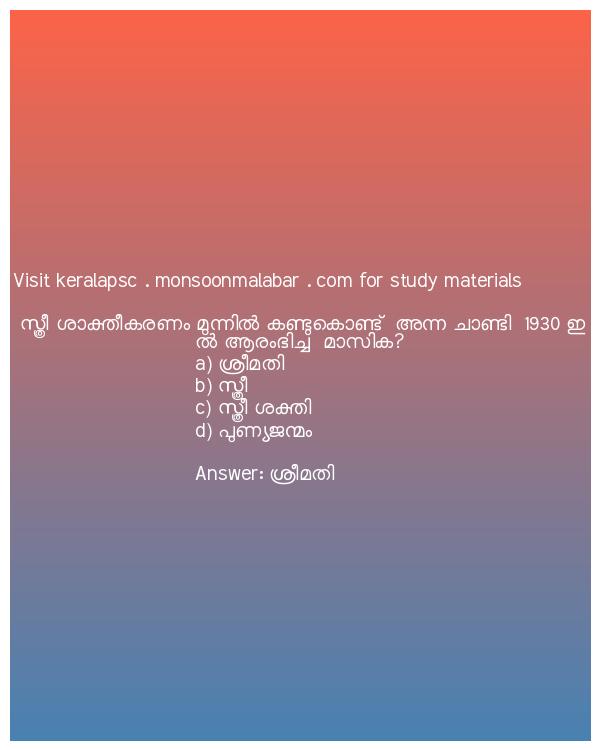 Visit keralapsc . monsoonmalabar . com for study materials
സ്ത്രീ ശാക്തീകരണം മുന്നിൽ കണ്ടുകൊണ്ട് അന്ന ചാണ്ടി 1930 ഇ
ൽ ആരംഭിച്ച മാസിക?
a) ശ്രീമതി
b) സ്ത്രീ
c) സ്ത്രീ ശക്തി
d) പുണ്യജന്മം
Answer: ശ്രീമതി